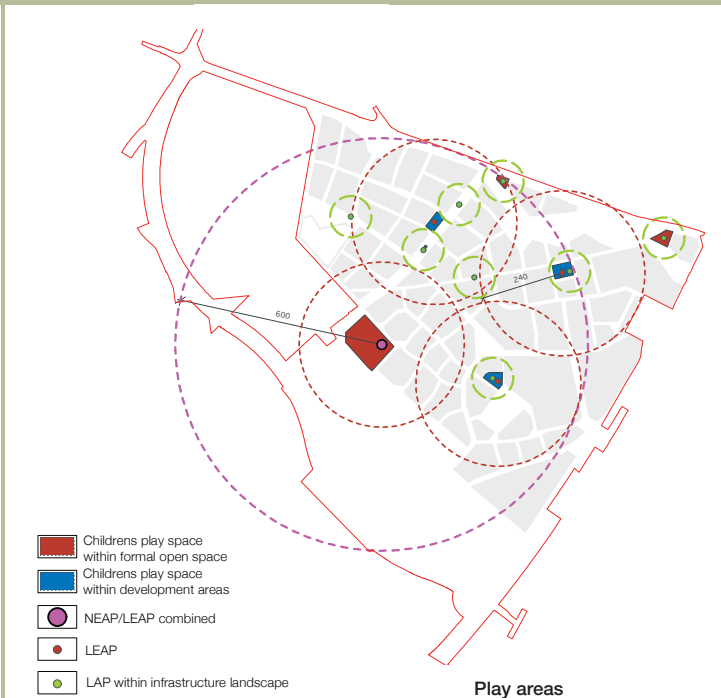 240
600
Childrens play space
within formal open space
Childrens play space
within development areas
NEAP/LEAP combined
LEAP
LAP within infrastructure landscape
Play areas